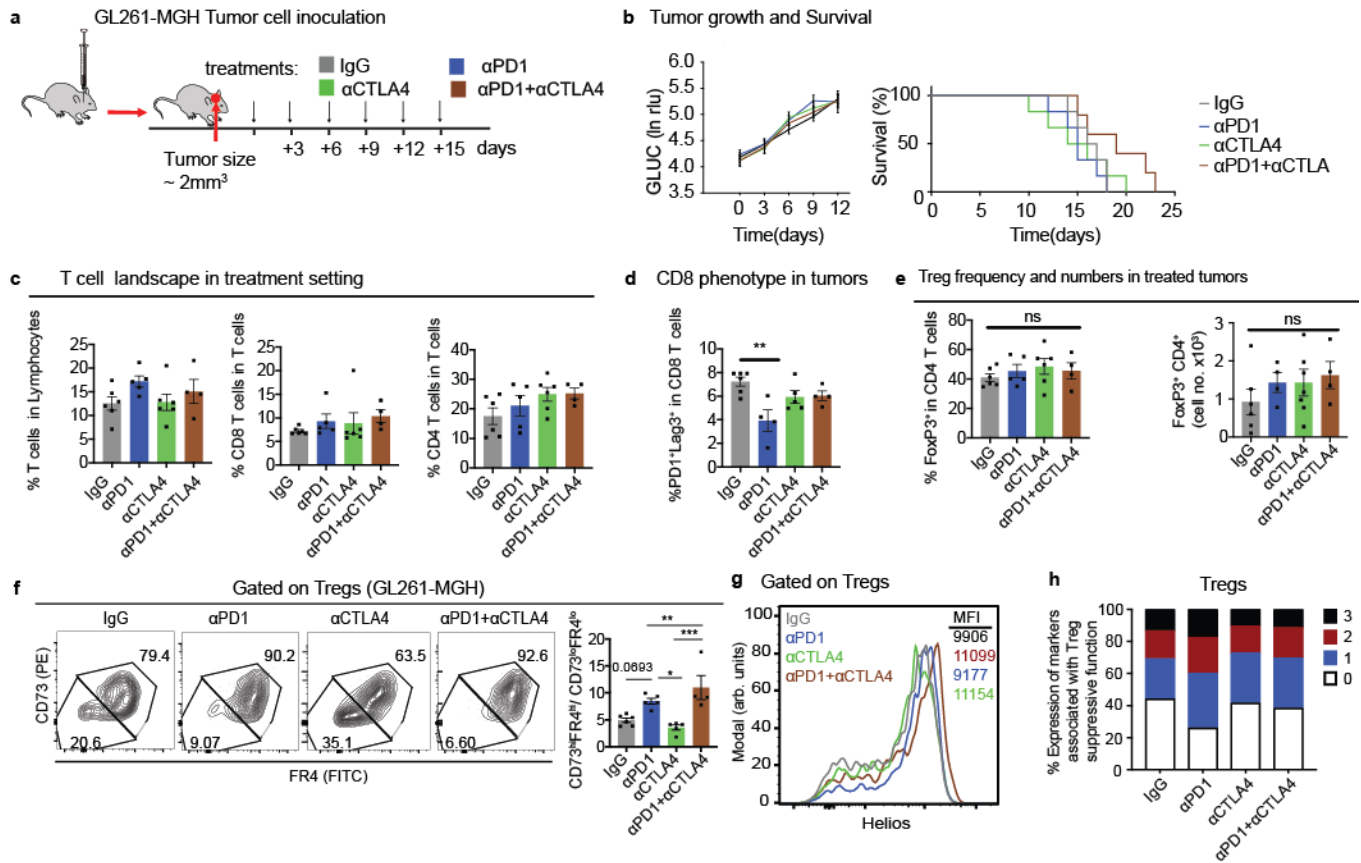 a GL261-MGH Tumor cell inoculation
treatments:
IgG
αPD1
αCTLA4
αPD1+αCTLA4
Tumor size
~ 2mm³
+3 +6 +9 +12 +15 days
b Tumor growth and Survival
GLUC (ln rlu)
5.5
5.0
4.5
4.0
3.5
6.0
0 3 6 9 12
Time(days)
Survival (%)
100
50
0
0 5 10 15 20 25
Time(days)
IgG
αPD1
αCTLA4
αPD1+αCTLA
c T cell landscape in treatment setting
% T cells in Lymphocytes
25
20
15
10
5
0
IgG
αPD1
αCTLA4
αPD1+αCTLA4
% CD8 T cells in T cells
25
20
15
10
5
0
IgG
αPD1
αCTLA4
αPD1+αCTLA4
% CD4 T cells in T cells
40
30
20
10
0
IgG
αPD1
αCTLA4
αPD1+αCTLA4
d CD8 phenotype in tumors
%PD1⁺Lag3⁺ in CD8 T cells
10
8
6
4
2
0
**
IgG
αPD1
αCTLA4
αPD1+αCTLA4
e Treg frequency and numbers in treated tumors
% FoxP3⁺ in CD4 T cells
80
60
40
20
0
ns
IgG
αPD1
αCTLA4
αPD1+αCTLA4
FoxP3⁺ CD4⁺
(cell no. x10³)
3
2
1
0
ns
IgG
αPD1
αCTLA4
αPD1+αCTLA4
f Gated on Tregs (GL261-MGH)
IgG αPD1 αCTLA4 αPD1+αCTLA4
CD73 (PE)
79.4 90.2 63.5 92.6
20.6 9.07 35.1 6.60
FR4 (FITC)
CD73ʰⁱFR4ʰⁱ/ CD73ˡᵒFR4ˡᵒ
20
15
10
5
0
**
***
0.0693
*
IgG
αPD1
αCTLA4
αPD1+αCTLA4
g Gated on Tregs
Modal (arb. units)
100
80
60
40
20
0
IgG
αPD1
αCTLA4
αPD1+αCTLA4
MFI
9906
11099
9177
11154
Helios
h Tregs
% Expression of markers
associated with Treg
suppressive function
100
80
60
40
20
0
3
2
1
0
IgG
αPD1
αCTLA4
αPD1+αCTLA4